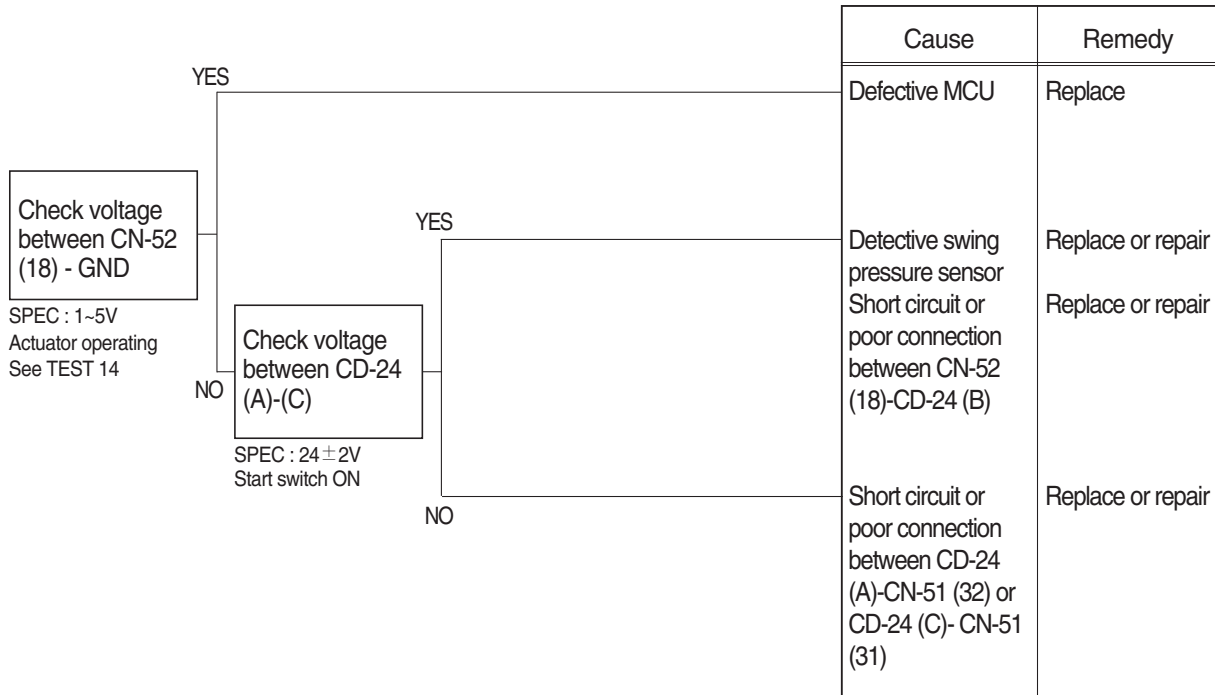 Cause
Remedy
YES
Defective MCU
Replace
Check voltage
between CN-52
(18) - GND
SPEC : 1~5V
Actuator operating
See TEST 14
NO
Check voltage
between CD-24
(A)-(C)
SPEC : 24±2V
Start switch ON
YES
Detective swing
pressure sensor
Replace or repair
Short circuit or
poor connection
between CN-52
(18)-CD-24 (B)
Replace or repair
NO
Short circuit or
poor connection
between CD-24
(A)-CN-51 (32) or
CD-24 (C)- CN-51
(31)
Replace or repair